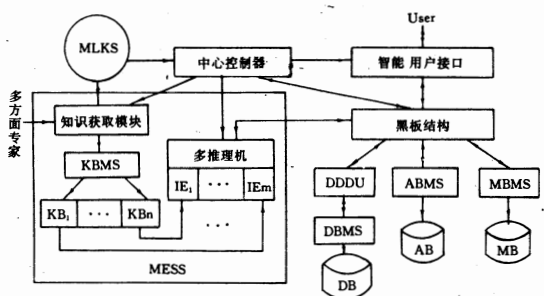 User
MLKS
中心控制器
智能用户接口
多方面专家
知识获取模块
黑板结构
KBMS
多推理机
IE₁ ··· IEm
DDDU
ABMS
MBMS
KB₁ ··· KBn
···
DBMS
AB
MB
MESS
DB